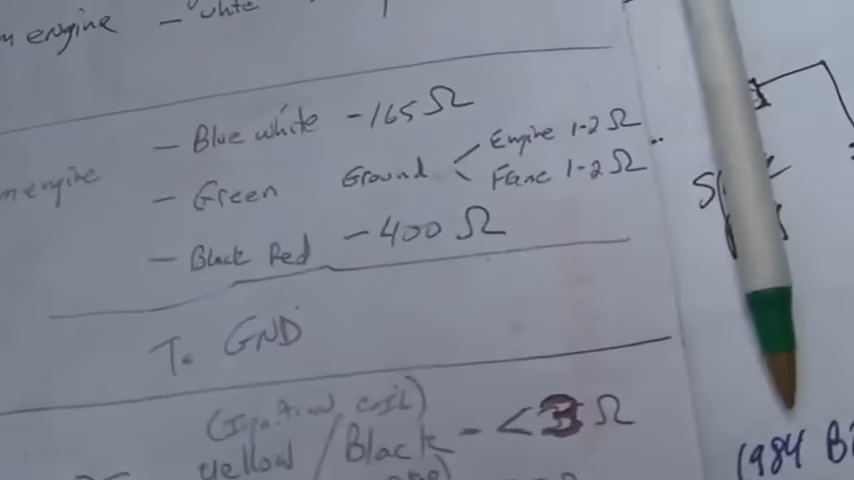 m engine - White
- Blue white - 165 Ω
m engine
- Green Ground < Engine 1-2 Ω
Frame 1-2 Ω
- Black Red - 400 Ω
To GND
(Ignition coil)
yellow / Black - < 3 Ω
1984